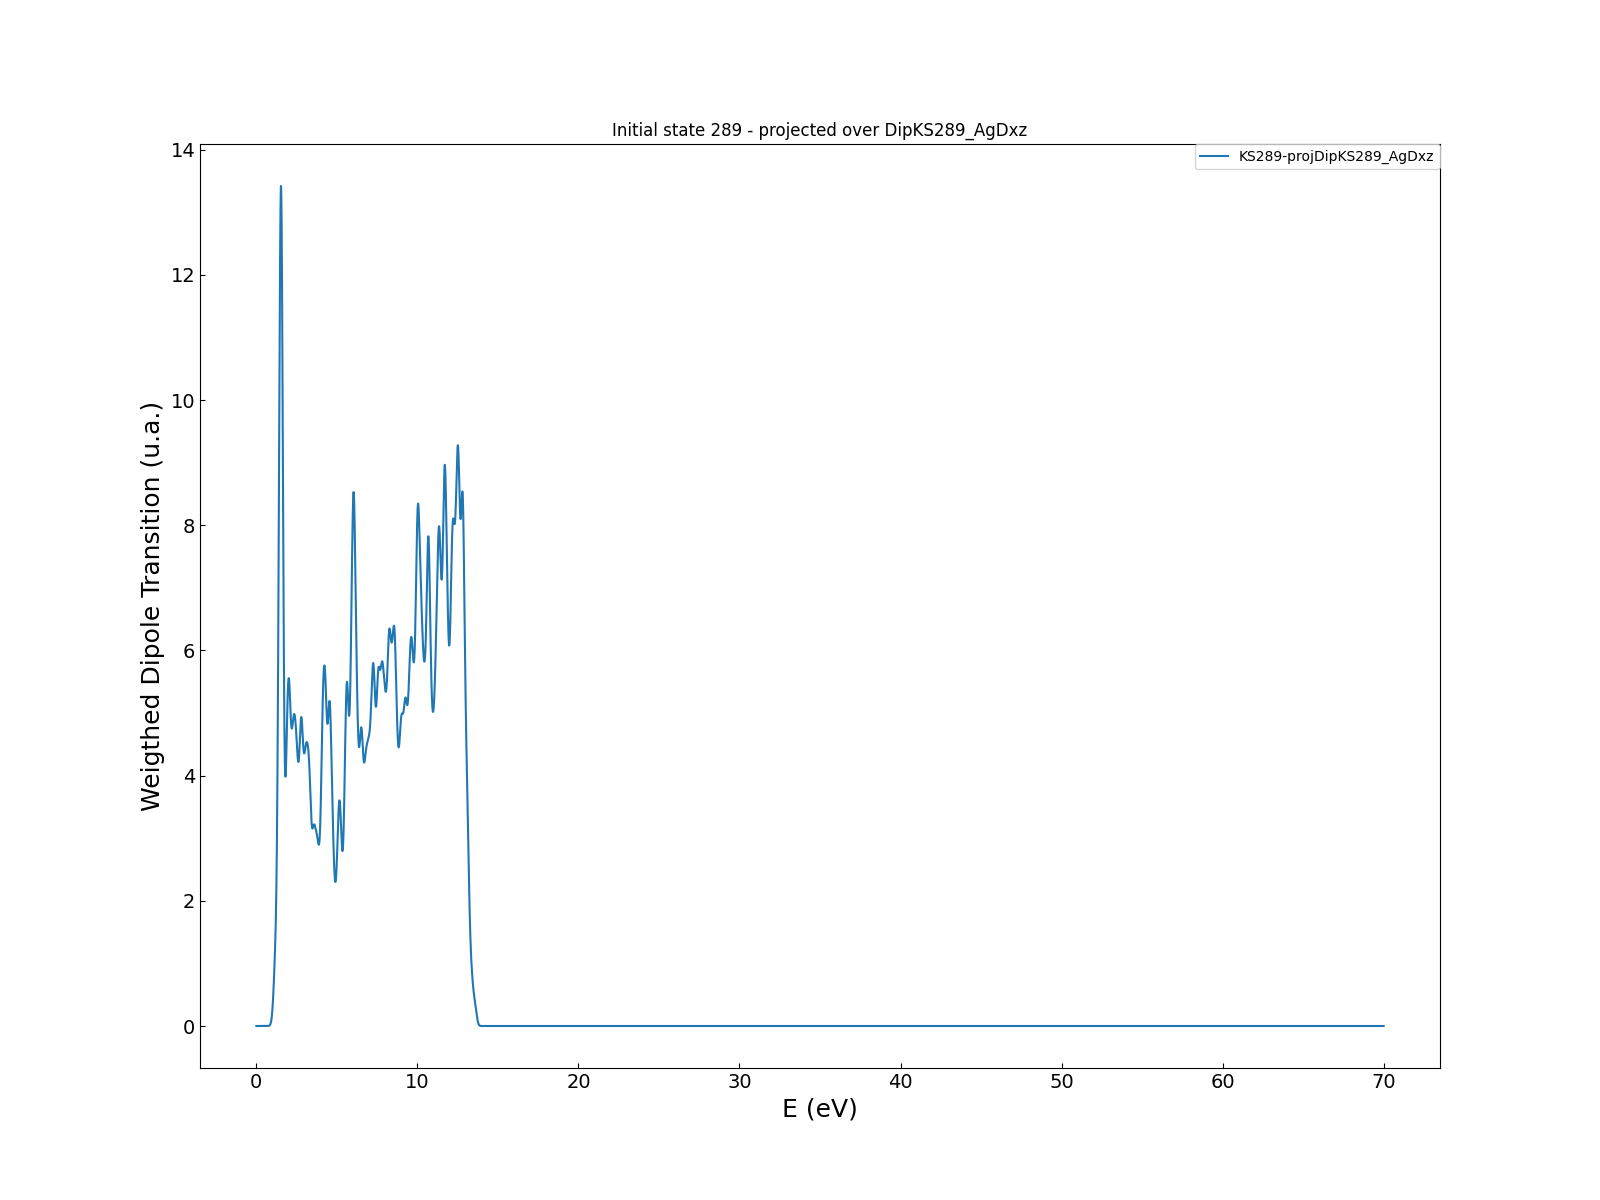 Initial state 289 - projected over DipKS289_AgDxz
KS289-projDipKS289_AgDxz
Weigthed Dipole Transition (u.a.)
14
12
10
8
6
4
2
0
0 10 20 30 40 50 60 70
E (eV)